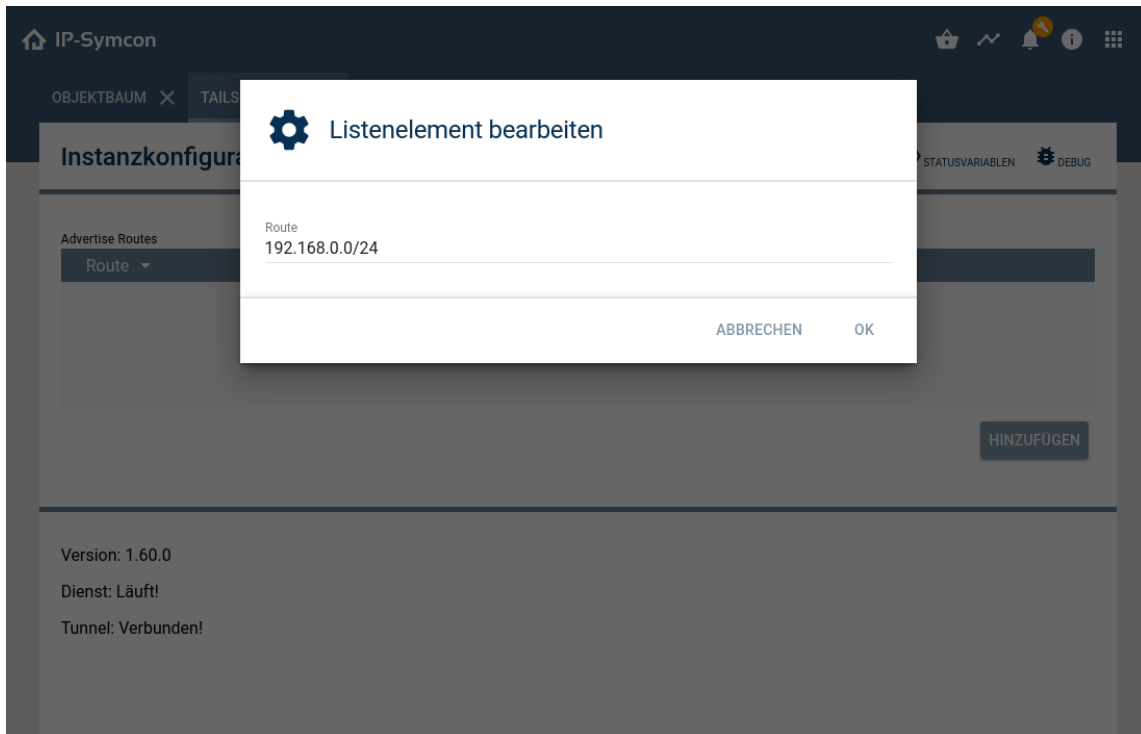 IP-Symcon
OBJEKTBAUM
TAILS
Listenelement bearbeiten
Instanzkonfigura
STATUSVARIABLEN
DEBUG
Route
192.168.0.0/24
Advertise Routes
Route
ABBRECHEN
OK
HINZUFÜGEN
Version: 1.60.0
Dienst: Läuft!
Tunnel: Verbunden!